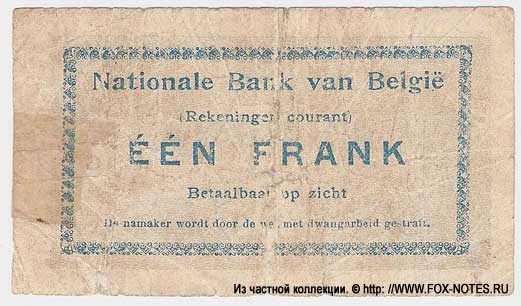 Nationale Bank van België
(Rekeningen courant)
ÉÉN FRANK
Betaalbaar op zicht
De namaker wordt door de wet met dwangarbeid gestraft.
Из частной коллекции. © http://WWW.FOX-NOTES.RU